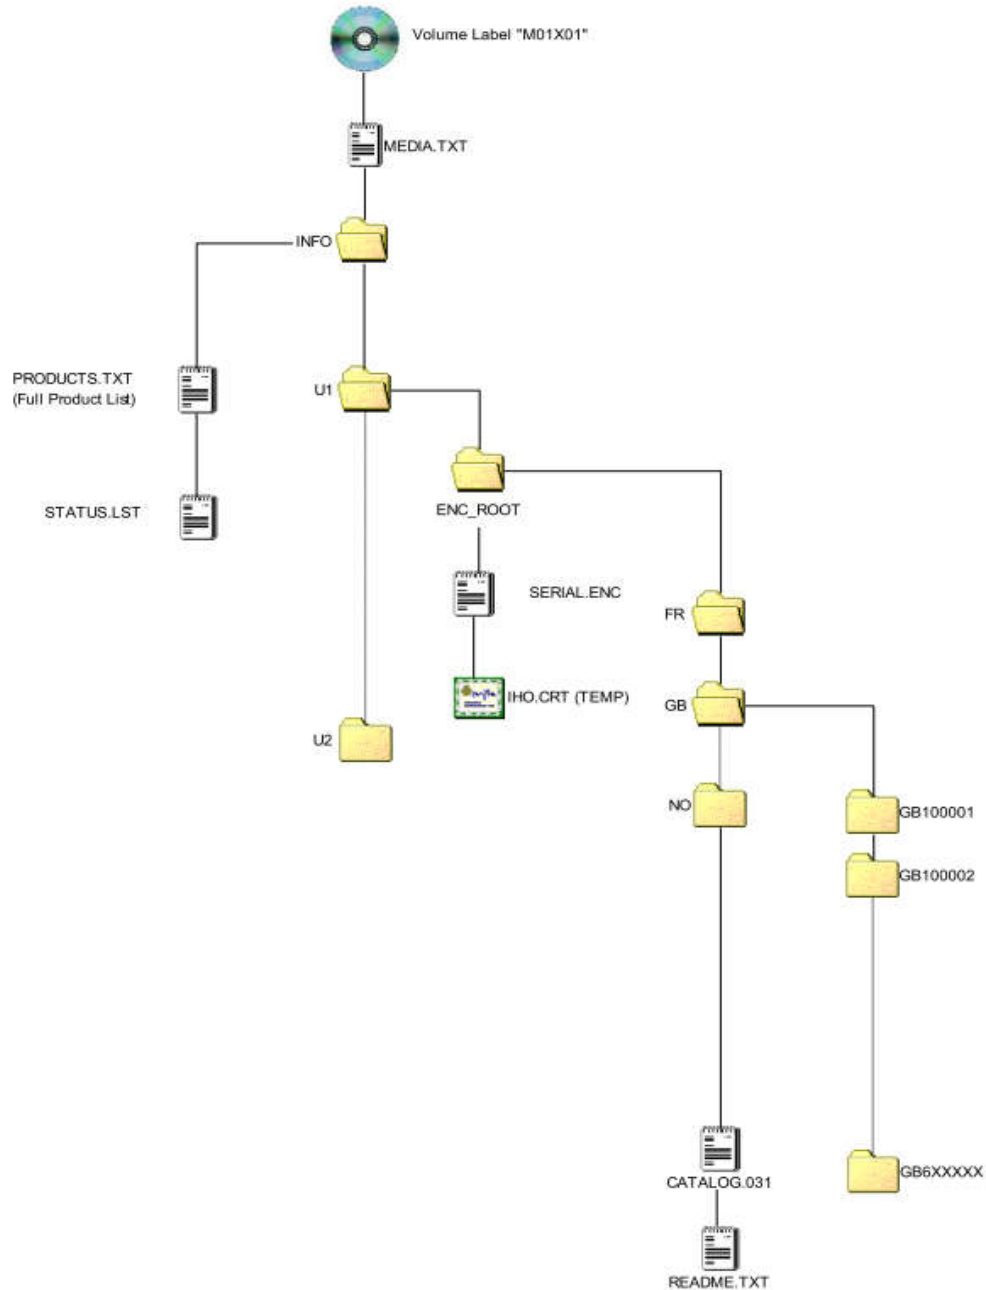 Volume Label "M01X01"
MEDIA.TXT
INFO
PRODUCTS.TXT
(Full Product List)
U1
STATUS.LST
ENC_ROOT
SERIAL.ENC
FR
IHO.CRT (TEMP)
GB
U2
NO
GB100001
GB100002
GB6XXXXX
CATALOG.031
README.TXT